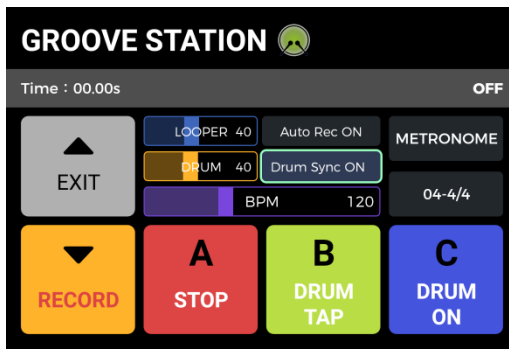 GROOVE STATION
Time : 00.00s
OFF
EXIT
LOOPER 40
Auto Rec ON
METRONOME
DRUM 40
Drum Sync ON
BPM 120
04-4/4
RECORD
A
STOP
B
DRUM
TAP
C
DRUM
ON